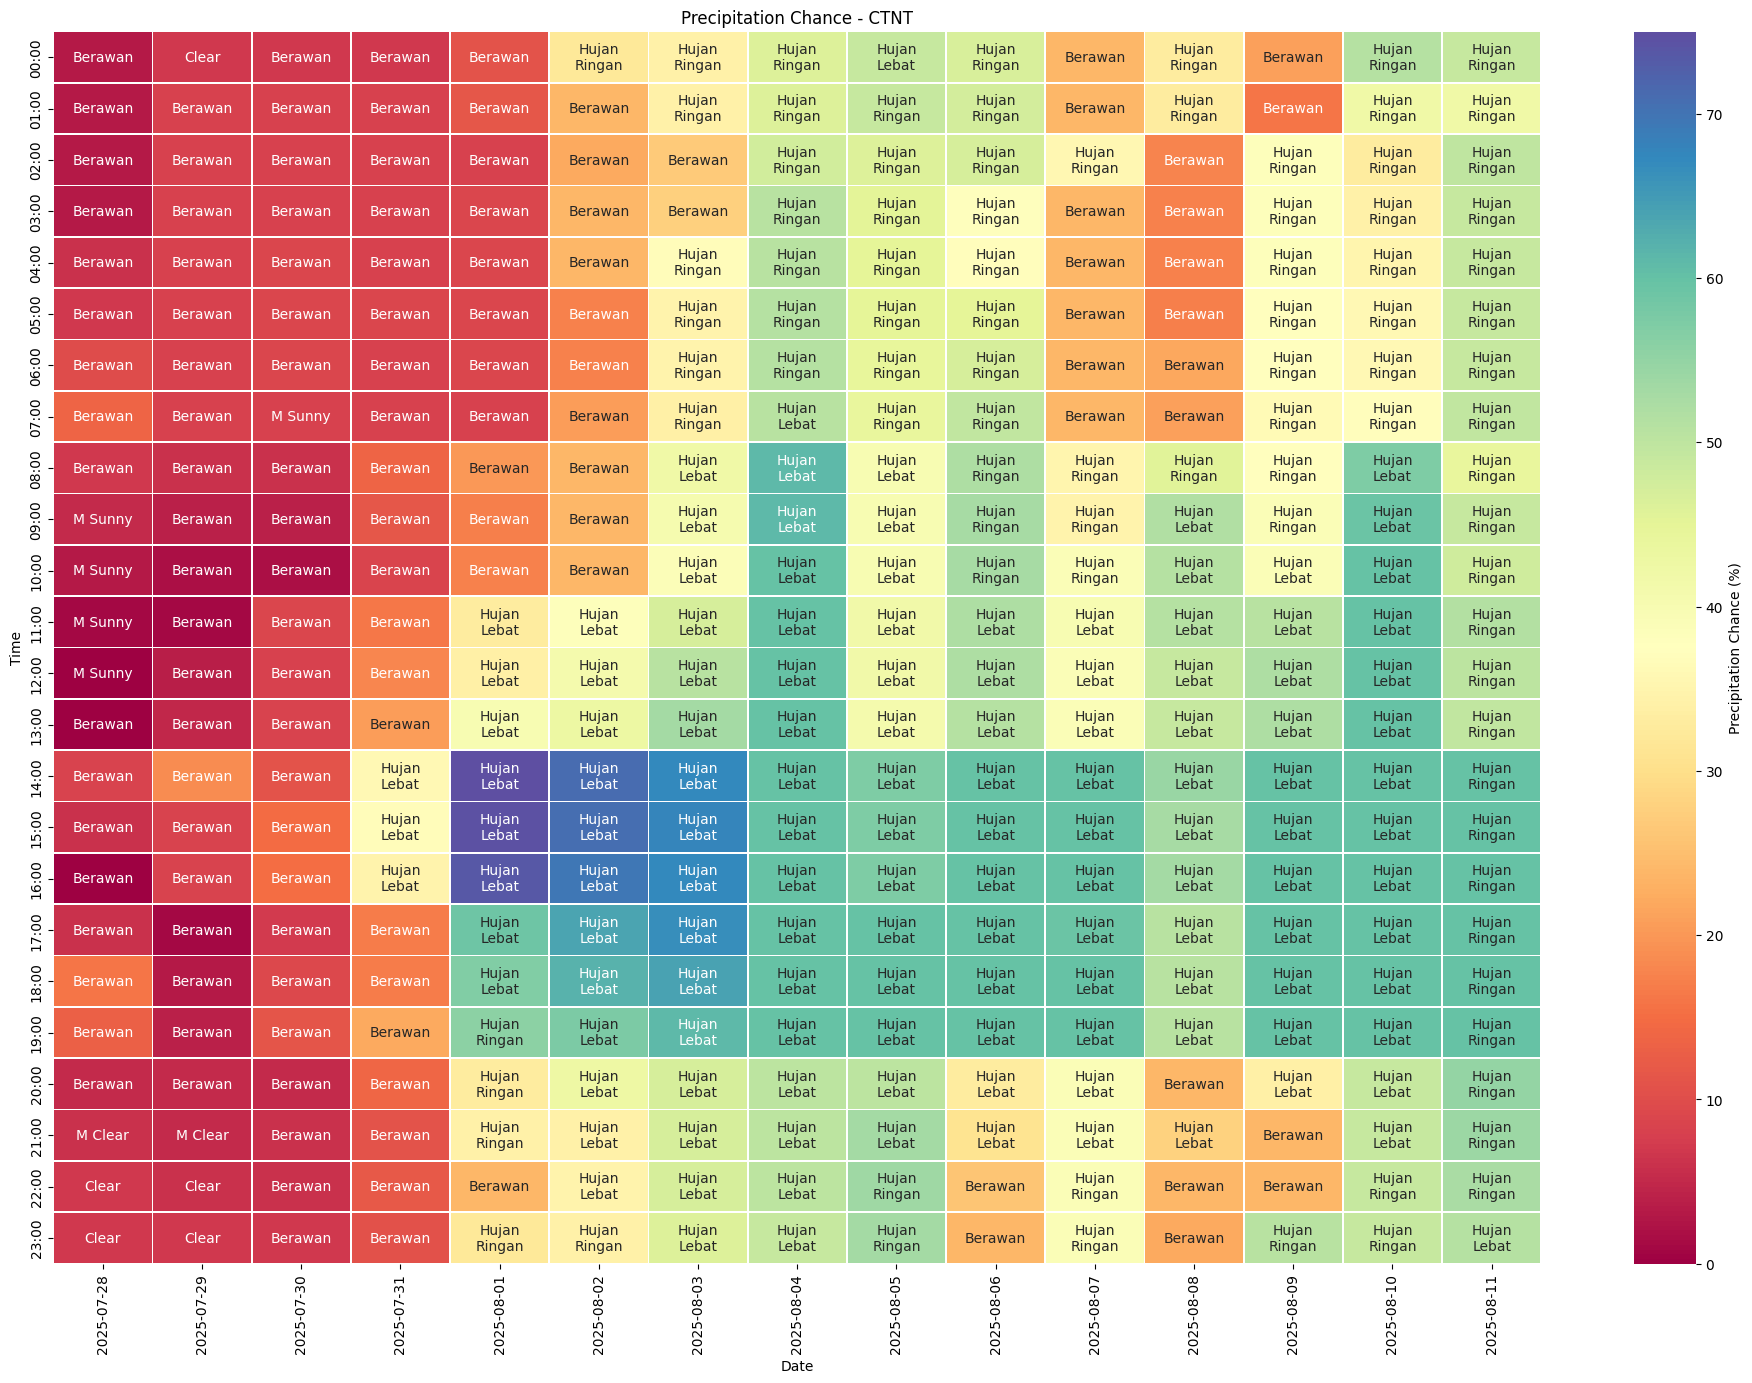 Precipitation Chance - CTNT
00:00 Berawan Clear Berawan Berawan Berawan Hujan Ringan Hujan Ringan Hujan Ringan Hujan Lebat Hujan Ringan Berawan Hujan Ringan Berawan Hujan Ringan Hujan Ringan
01:00 Berawan Berawan Berawan Berawan Berawan Berawan Hujan Ringan Hujan Ringan Hujan Ringan Hujan Ringan Berawan Hujan Ringan Berawan Hujan Ringan Hujan Ringan
02:00 Berawan Berawan Berawan Berawan Berawan Berawan Berawan Hujan Ringan Hujan Ringan Hujan Ringan Hujan Ringan Berawan Hujan Ringan Hujan Ringan Hujan Ringan
03:00 Berawan Berawan Berawan Berawan Berawan Berawan Berawan Hujan Ringan Hujan Ringan Hujan Ringan Berawan Berawan Hujan Ringan Hujan Ringan Hujan Ringan
04:00 Berawan Berawan Berawan Berawan Berawan Berawan Hujan Ringan Hujan Ringan Hujan Ringan Hujan Ringan Berawan Berawan Hujan Ringan Hujan Ringan Hujan Ringan
05:00 Berawan Berawan Berawan Berawan Berawan Berawan Hujan Ringan Hujan Ringan Hujan Ringan Hujan Ringan Berawan Berawan Hujan Ringan Hujan Ringan Hujan Ringan
06:00 Berawan Berawan Berawan Berawan Berawan Berawan Hujan Ringan Hujan Ringan Hujan Ringan Hujan Ringan Berawan Berawan Hujan Ringan Hujan Ringan Hujan Ringan
07:00 Berawan Berawan M Sunny Berawan Berawan Berawan Hujan Ringan Hujan Lebat Hujan Ringan Hujan Ringan Berawan Berawan Hujan Ringan Hujan Ringan Hujan Ringan
08:00 Berawan Berawan Berawan Berawan Berawan Berawan Hujan Lebat Hujan Lebat Hujan Lebat Hujan Ringan Hujan Ringan Hujan Ringan Hujan Ringan Hujan Lebat Hujan Ringan
09:00 M Sunny Berawan Berawan Berawan Berawan Berawan Hujan Lebat Hujan Lebat Hujan Lebat Hujan Ringan Hujan Ringan Hujan Lebat Hujan Ringan Hujan Lebat Hujan Ringan
10:00 M Sunny Berawan Berawan Berawan Berawan Berawan Hujan Lebat Hujan Lebat Hujan Lebat Hujan Ringan Hujan Ringan Hujan Lebat Hujan Lebat Hujan Lebat Hujan Ringan
11:00 M Sunny Berawan Berawan Berawan Hujan Lebat Hujan Lebat Hujan Lebat Hujan Lebat Hujan Lebat Hujan Lebat Hujan Lebat Hujan Lebat Hujan Lebat Hujan Lebat Hujan Ringan
12:00 M Sunny Berawan Berawan Berawan Hujan Lebat Hujan Lebat Hujan Lebat Hujan Lebat Hujan Lebat Hujan Lebat Hujan Lebat Hujan Lebat Hujan Lebat Hujan Lebat Hujan Ringan
13:00 Berawan Berawan Berawan Berawan Hujan Lebat Hujan Lebat Hujan Lebat Hujan Lebat Hujan Lebat Hujan Lebat Hujan Lebat Hujan Lebat Hujan Lebat Hujan Lebat Hujan Ringan
14:00 Berawan Berawan Berawan Hujan Lebat Hujan Lebat Hujan Lebat Hujan Lebat Hujan Lebat Hujan Lebat Hujan Lebat Hujan Lebat Hujan Lebat Hujan Lebat Hujan Lebat Hujan Ringan
15:00 Berawan Berawan Berawan Hujan Lebat Hujan Lebat Hujan Lebat Hujan Lebat Hujan Lebat Hujan Lebat Hujan Lebat Hujan Lebat Hujan Lebat Hujan Lebat Hujan Lebat Hujan Ringan
16:00 Berawan Berawan Berawan Hujan Lebat Hujan Lebat Hujan Lebat Hujan Lebat Hujan Lebat Hujan Lebat Hujan Lebat Hujan Lebat Hujan Lebat Hujan Lebat Hujan Lebat Hujan Ringan
17:00 Berawan Berawan Berawan Berawan Hujan Lebat Hujan Lebat Hujan Lebat Hujan Lebat Hujan Lebat Hujan Lebat Hujan Lebat Hujan Lebat Hujan Lebat Hujan Lebat Hujan Ringan
18:00 Berawan Berawan Berawan Berawan Hujan Lebat Hujan Lebat Hujan Lebat Hujan Lebat Hujan Lebat Hujan Lebat Hujan Lebat Hujan Lebat Hujan Lebat Hujan Lebat Hujan Ringan
19:00 Berawan Berawan Berawan Berawan Hujan Ringan Hujan Lebat Hujan Lebat Hujan Lebat Hujan Lebat Hujan Lebat Hujan Lebat Hujan Lebat Hujan Lebat Hujan Lebat Hujan Ringan
20:00 Berawan Berawan Berawan Berawan Hujan Ringan Hujan Lebat Hujan Lebat Hujan Lebat Hujan Lebat Hujan Lebat Hujan Lebat Berawan Hujan Lebat Hujan Lebat Hujan Ringan
21:00 M Clear M Clear Berawan Berawan Hujan Ringan Hujan Lebat Hujan Lebat Hujan Lebat Hujan Lebat Hujan Lebat Hujan Lebat Hujan Lebat Berawan Hujan Lebat Hujan Ringan
22:00 Clear Clear Berawan Berawan Berawan Hujan Lebat Hujan Lebat Hujan Lebat Hujan Ringan Berawan Hujan Ringan Berawan Berawan Hujan Ringan Hujan Ringan
23:00 Clear Clear Berawan Berawan Hujan Ringan Hujan Ringan Hujan Lebat Hujan Lebat Hujan Ringan Berawan Hujan Ringan Berawan Hujan Ringan Hujan Ringan Hujan Lebat
Time
2025-07-28 2025-07-29 2025-07-30 2025-07-31 2025-08-01 2025-08-02 2025-08-03 2025-08-04 2025-08-05 2025-08-06 2025-08-07 2025-08-08 2025-08-09 2025-08-10 2025-08-11
Date
70
60
50
40
30
20
10
0
Precipitation Chance (%)